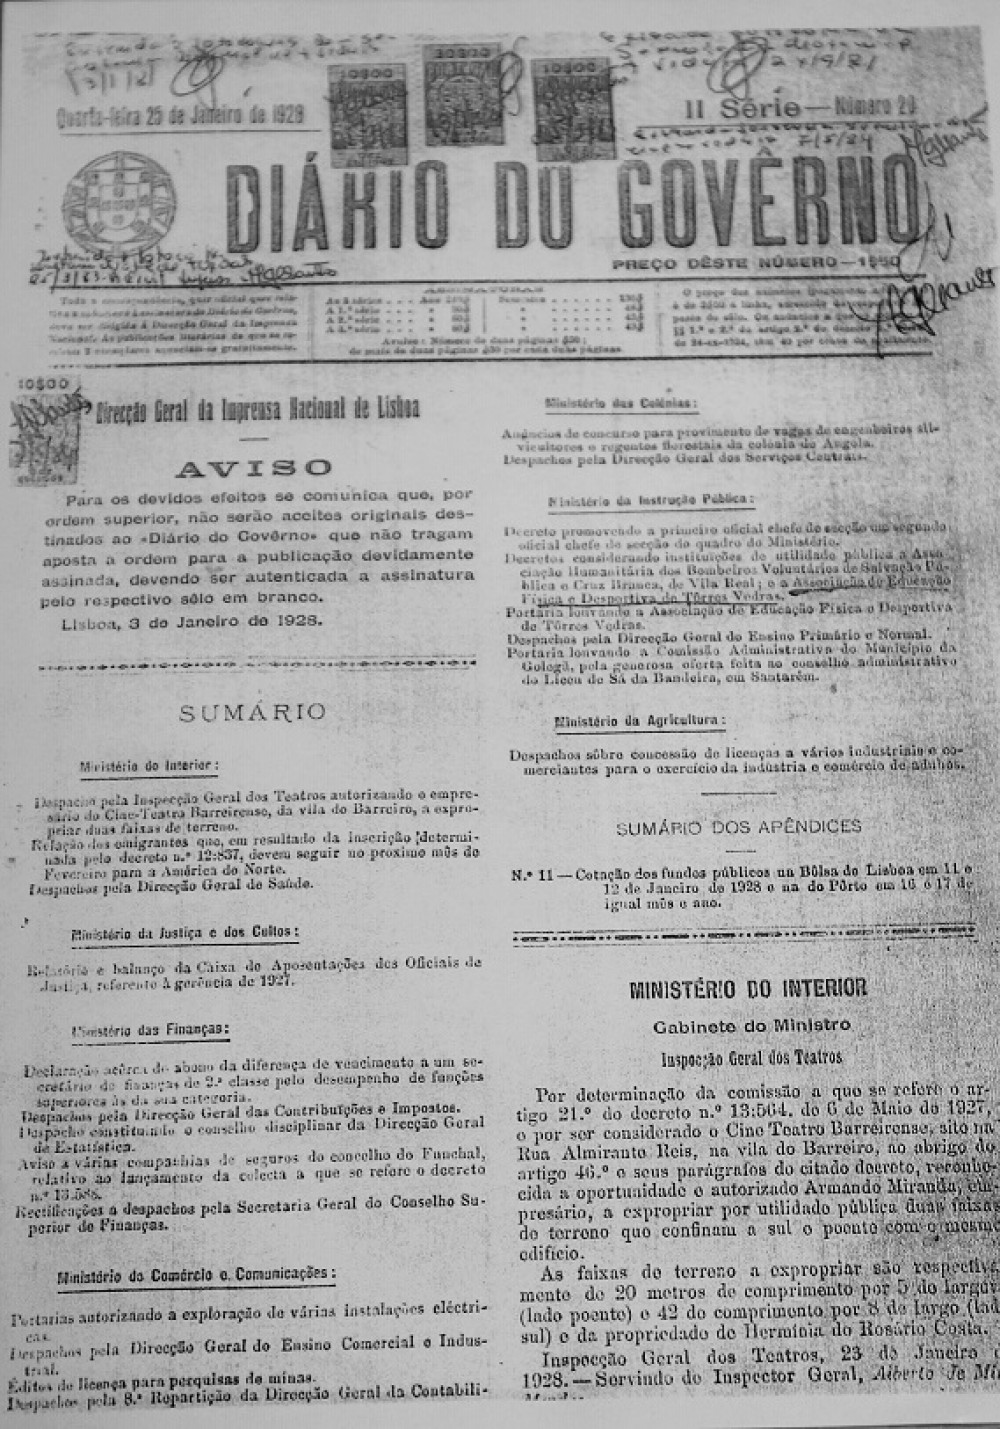 Quarta-feira 25 de Janeiro de 1928
10$00
10$00
10$00
II Série — Número 20
DIÁRIO DO GOVERNO
PREÇO DÊSTE NÚMERO — 1$50
ASSINATURAS
10$00
Direcção Geral da Imprensa Nacional de Lisboa
AVISO
Para os devidos efeitos se comunica que, por
ordem superior, não serão aceites originais des-
tinados ao «Diário do Govêrno» que não tragam
aposta a ordem para a publicação devidamente
assinada, devendo ser autenticada a assinatura
pelo respectivo sêlo em branco.
Lisboa, 3 de Janeiro de 1928.
SUMÁRIO
Ministério do Interior:
Despacho pela Inspecção Geral dos Teatros autorizando o empre-
sário do Cine-Teatro Barreirense, da vila do Barreiro, a expro-
priar duas faixas de terreno.
Relação dos emigrantes que, em resultado da inscrição determi-
nada pelo decreto n.º 12:837, devem seguir no próximo mês de
Fevereiro para a América do Norte.
Despachos pela Direcção Geral de Saúde.
Ministério da Justiça e dos Cultos:
Relatório e balanço da Caixa de Aposentações dos Oficiais de
Justiça, referente à gerência de 1927.
Ministério das Finanças:
Declaração acêrca do abono da diferença de vencimento a um se-
cretário de finanças de 2.ª classe pelo desempenho de funções
superiores às da sua categoria.
Despachos pela Direcção Geral das Contribuïções e Impostos.
Despacho constituindo o conselho disciplinar da Direcção Geral
de Estatística.
Aviso a várias companhias de seguros do concelho do Funchal,
relativo ao lançamento da colecta a que se refere o decreto
n.º 13:588.
Rectificações a despachos pela Secretaria Geral do Conselho Su-
perior de Finanças.
Ministério do Comércio e Comunicações:
Portarias autorizando a exploração de várias instalações eléctri-
cas.
Despachos pela Direcção Geral do Ensino Comercial e Indus-
trial.
Éditos de licença para pesquisas de minas.
Despachos pela 8.ª Repartição da Direcção Geral da Contabili-
Ministério das Colónias:
Anúncios de concurso para provimento de vagas de engenheiros sil-
vicultores e regentes florestais da colónia de Angola.
Despachos pela Direcção Geral dos Serviços Centrais.
Ministério da Instrução Pública:
Decreto promovendo a primeiro oficial chefe de secção um segundo
oficial chefe de secção do quadro do Ministério.
Decretos considerando instituições de utilidade pública a Asso-
ciação Humanitária dos Bombeiros Voluntários de Salvação Pú-
blica e Cruz Branca, de Vila Real; e a Associação de Educação
Física e Desportiva de Tôrres Vedras.
Portaria louvando a Associação de Educação Física e Desportiva
de Tôrres Vedras.
Despachos pela Direcção Geral do Ensino Primário e Normal.
Portaria louvando a Comissão Administrativa do Município da
Golegã, pela generosa oferta feita ao conselho administrativo
do Liceu de Sá da Bandeira, em Santarém.
Ministério da Agricultura:
Despachos sôbre concessão de licenças a vários industriais e co-
merciantes para o exercício da indústria e comércio de adubos.
SUMÁRIO DOS APÊNDICES
N.º 11 — Cotação dos fundos públicos na Bôlsa de Lisboa em 11 e
12 de Janeiro de 1928 e na do Pôrto em 16 e 17 de
igual mês e ano.
MINISTÉRIO DO INTERIOR
Gabinete do Ministro
Inspecção Geral dos Teatros
Por determinação da comissão a que se refere o ar-
tigo 21.º do decreto n.º 13:564, de 6 de Maio de 1927,
e por ser considerado o Cine Teatro Barreirense, sito na
Rua Almirante Reis, na vila do Barreiro, ao abrigo do
artigo 46.º e seus parágrafos do citado decreto, reconhe-
cida a oportunidade e autorizado Armando Miranda, em-
presário, a expropriar por utilidade pública duas faixas
de terreno que confinam a sul e poente com o mesmo
edifício.
As faixas de terreno a expropriar são respectiva-
mente de 20 metros de comprimento por 5 de largura
(lado poente) e 42 de comprimento por 8 de largo (lado
sul) e da propriedade de Hermínia do Rosário Costa.
Inspecção Geral dos Teatros, 23 de Janeiro
1928. — Servindo de Inspector Geral, Alberto de